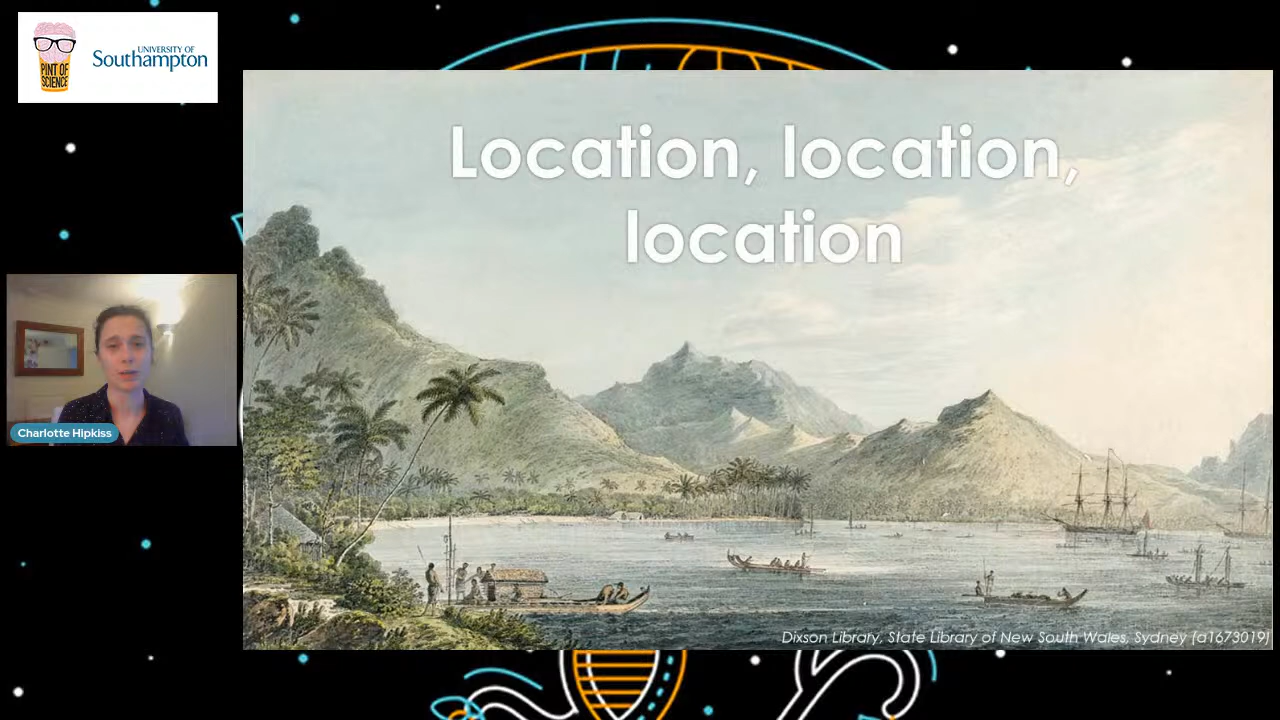 PINT OF
SCIENCE
UNIVERSITY OF
Southampton
Location, location,
location
Charlotte Hipkiss
Dixson Library, State Library of New South Wales, Sydney (a1673019)